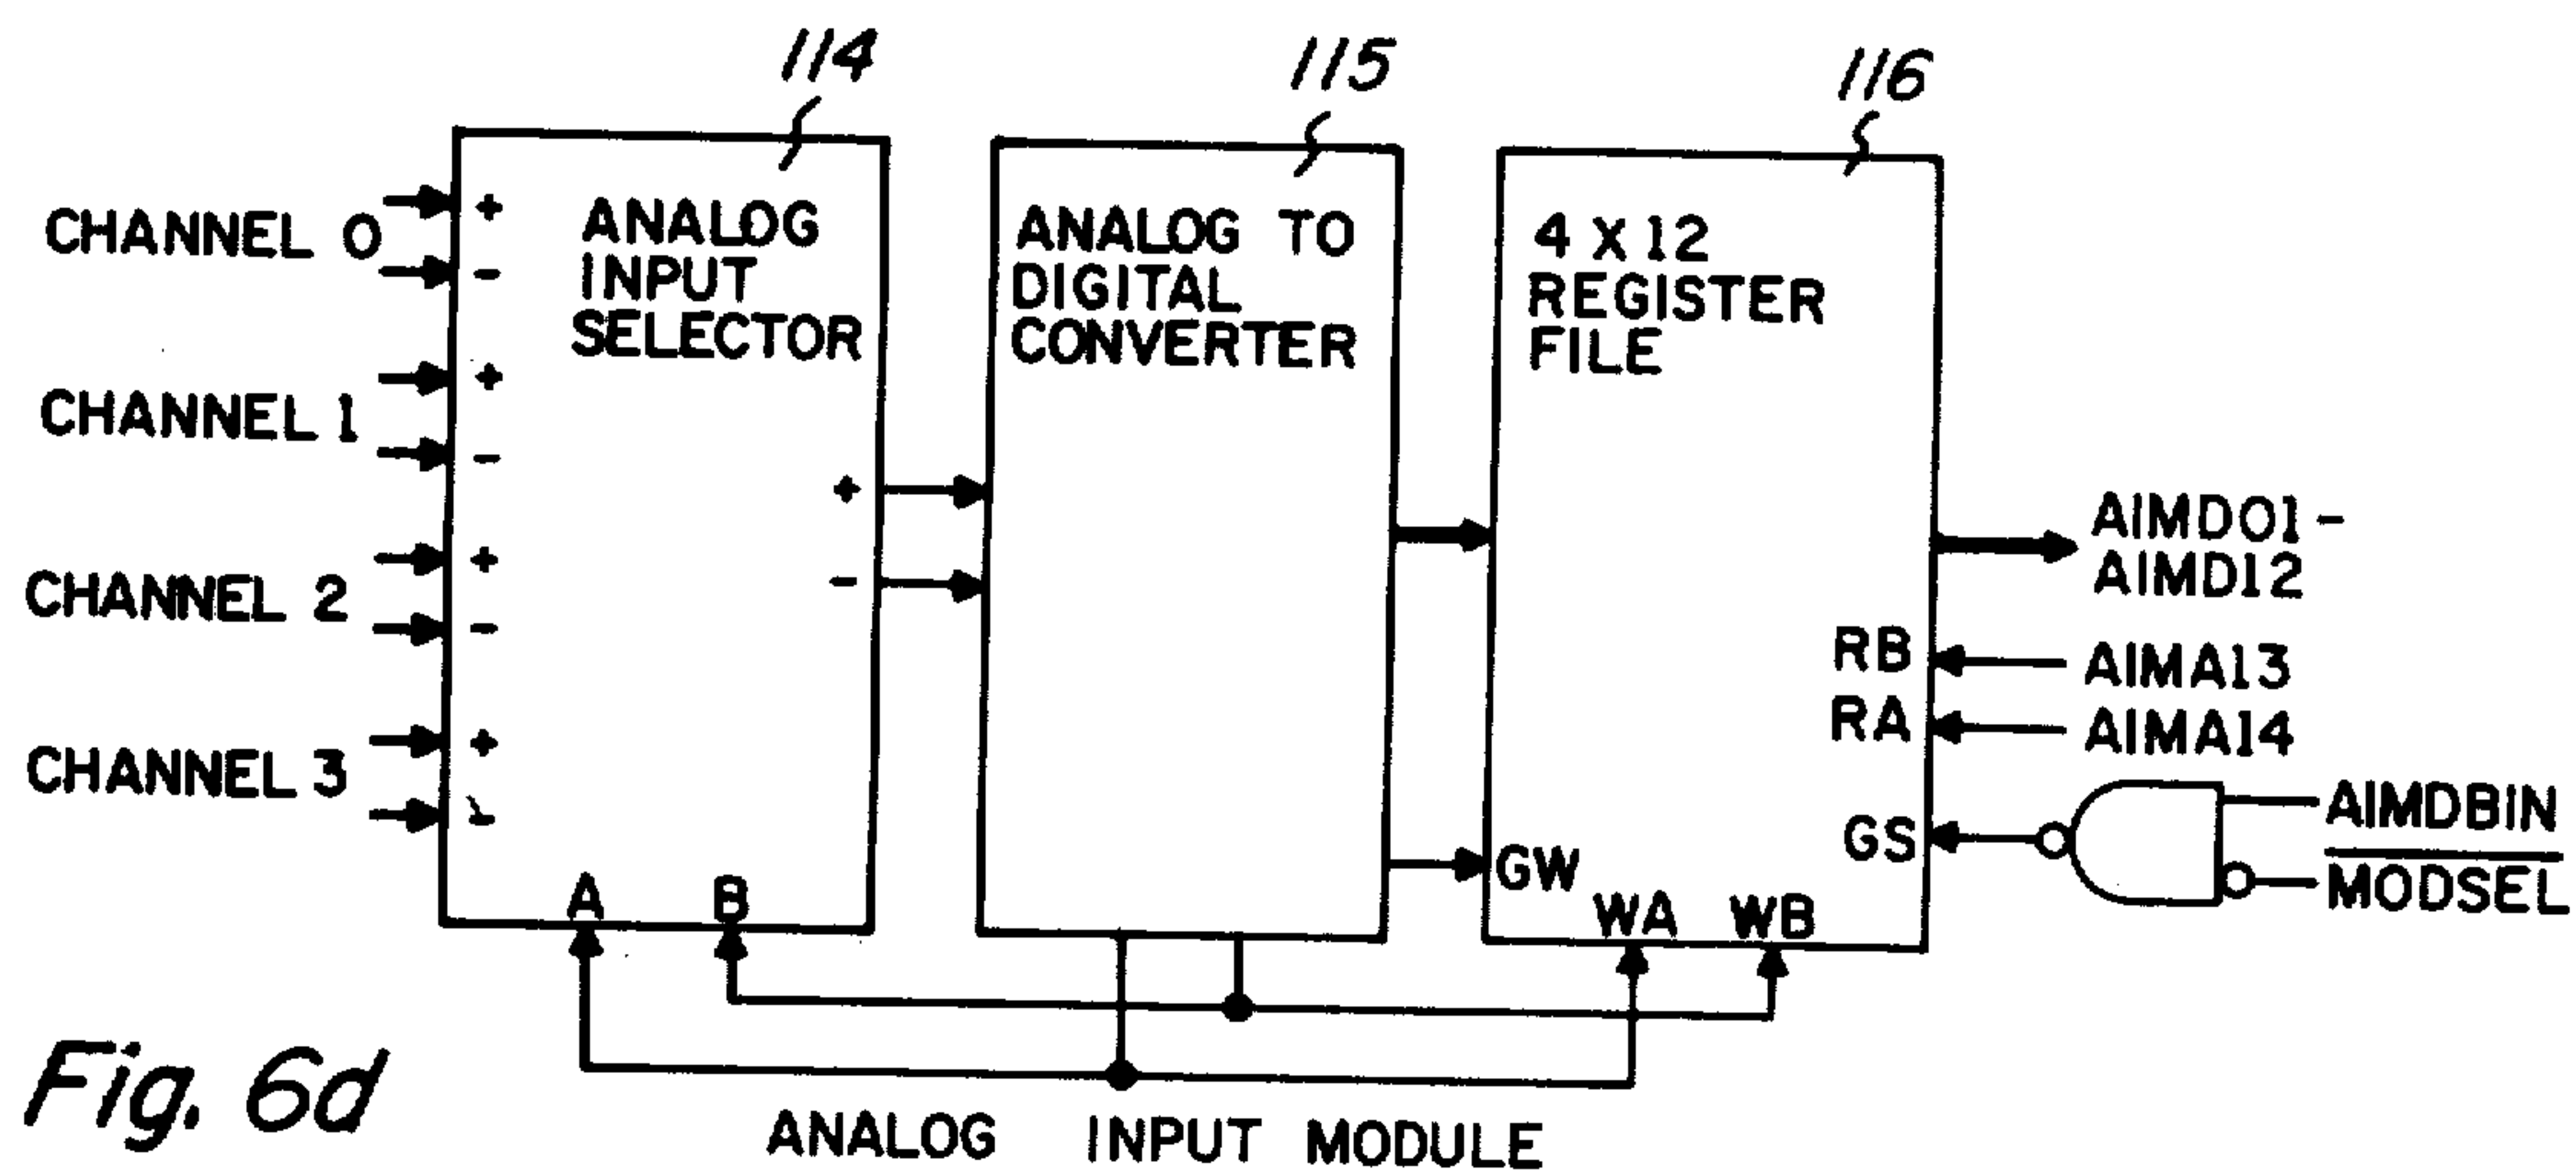 114
115
116
CHANNEL 0
CHANNEL 1
CHANNEL 2
CHANNEL 3
+
-
+
-
+
-
+
-
ANALOG
INPUT
SELECTOR
+
-
A
B
ANALOG TO
DIGITAL
CONVERTER
4 X 12
REGISTER
FILE
GW
WA WB
RB
RA
GS
AIMD01-
AIMD12
AIMA13
AIMA14
AIMDBIN
MODSEL
Fig. 6d
ANALOG INPUT MODULE